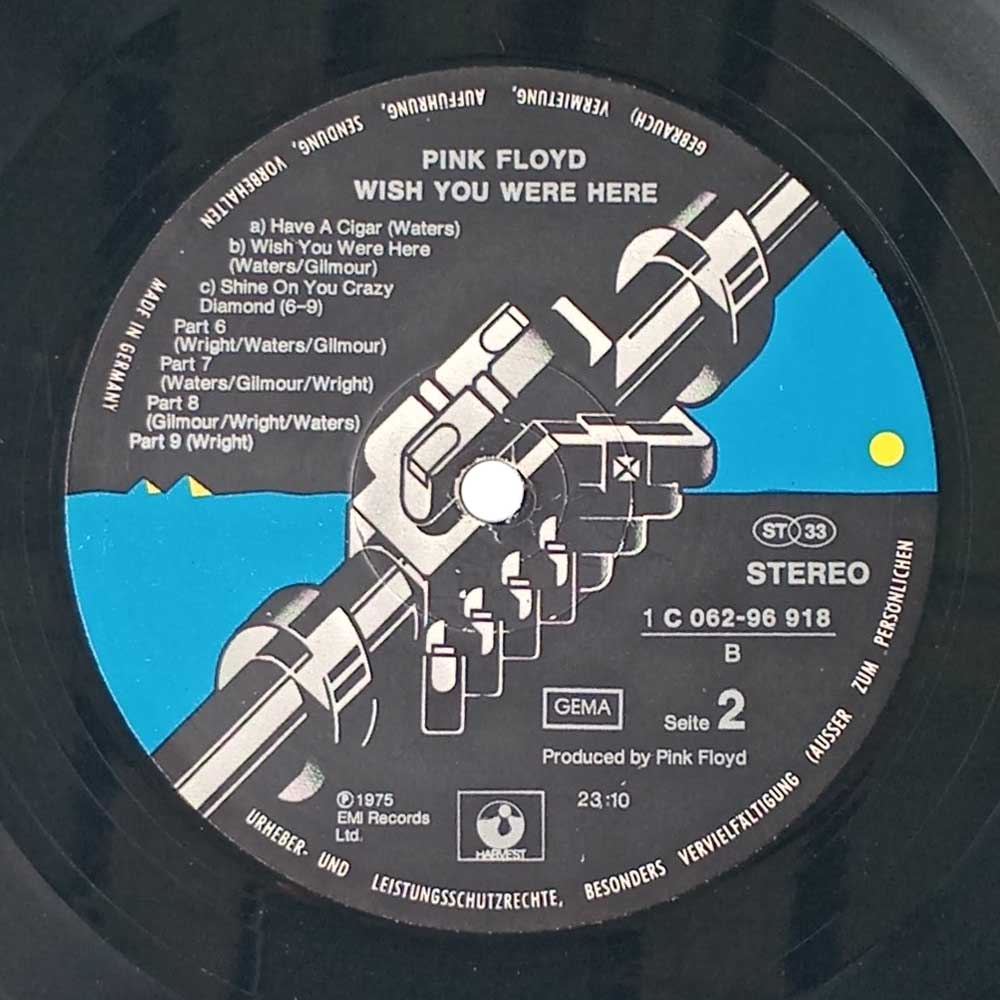 PINK FLOYD
WISH YOU WERE HERE
a) Have A Cigar (Waters)
b) Wish You Were Here
(Waters/Gilmour)
c) Shine On You Crazy
Diamond (6–9)
Part 6
(Wright/Waters/Gilmour)
Part 7
(Waters/Gilmour/Wright)
Part 8
(Gilmour/Wright/Waters)
Part 9 (Wright)
MADE IN GERMANY
ST 33
STEREO
1 C 062-96 918
B
GEMA
Seite 2
Produced by Pink Floyd
23:10
℗ 1975
EMI Records
Ltd.
HARVEST
URHEBER- UND LEISTUNGSSCHUTZRECHTE, BESONDERS VERVIELFÄLTIGUNG (AUSSER ZUM PERSÖNLICHEN GEBRAUCH) VERMIETUNG, AUFFÜHRUNG, SENDUNG, VORBEHALTEN